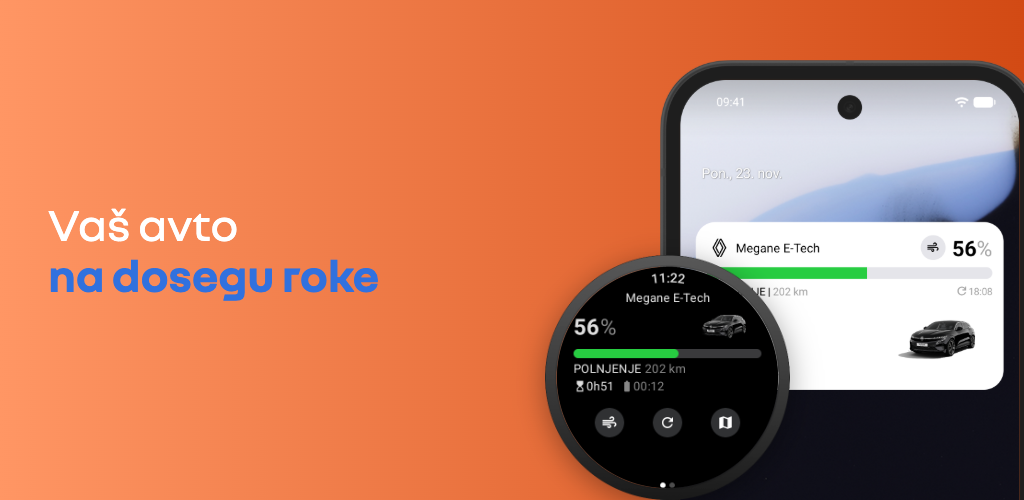 Vaš avto
na dosegu roke
09:41
Pon., 23. nov.
Megane E-Tech
56%
202 km
18:08
11:22
Megane E-Tech
56%
POLNJENJE 202 km
0h51 00:12